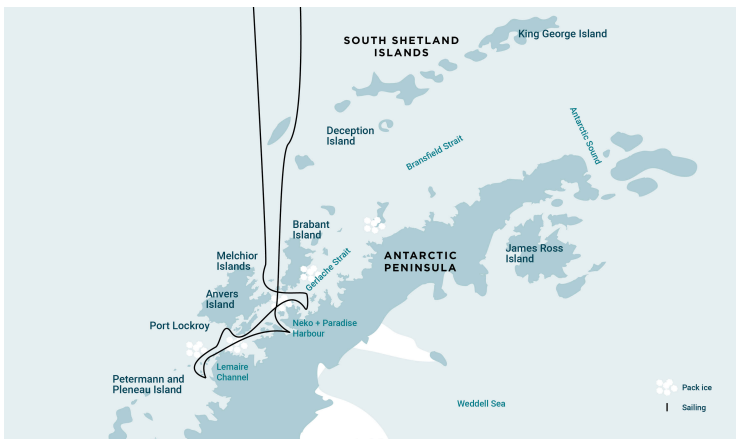 SOUTH SHETLAND
ISLANDS
King George Island
Deception
Island
Bransfield Strait
Antarctic Sound
Brabant
Island
Melchior
Islands
Gerlache Strait
ANTARCTIC
PENINSULA
James Ross
Island
Anvers
Island
Port Lockroy
Neko + Paradise
Harbour
Lemaire
Channel
Petermann and
Pleneau Island
Weddell Sea
Pack ice
Sailing